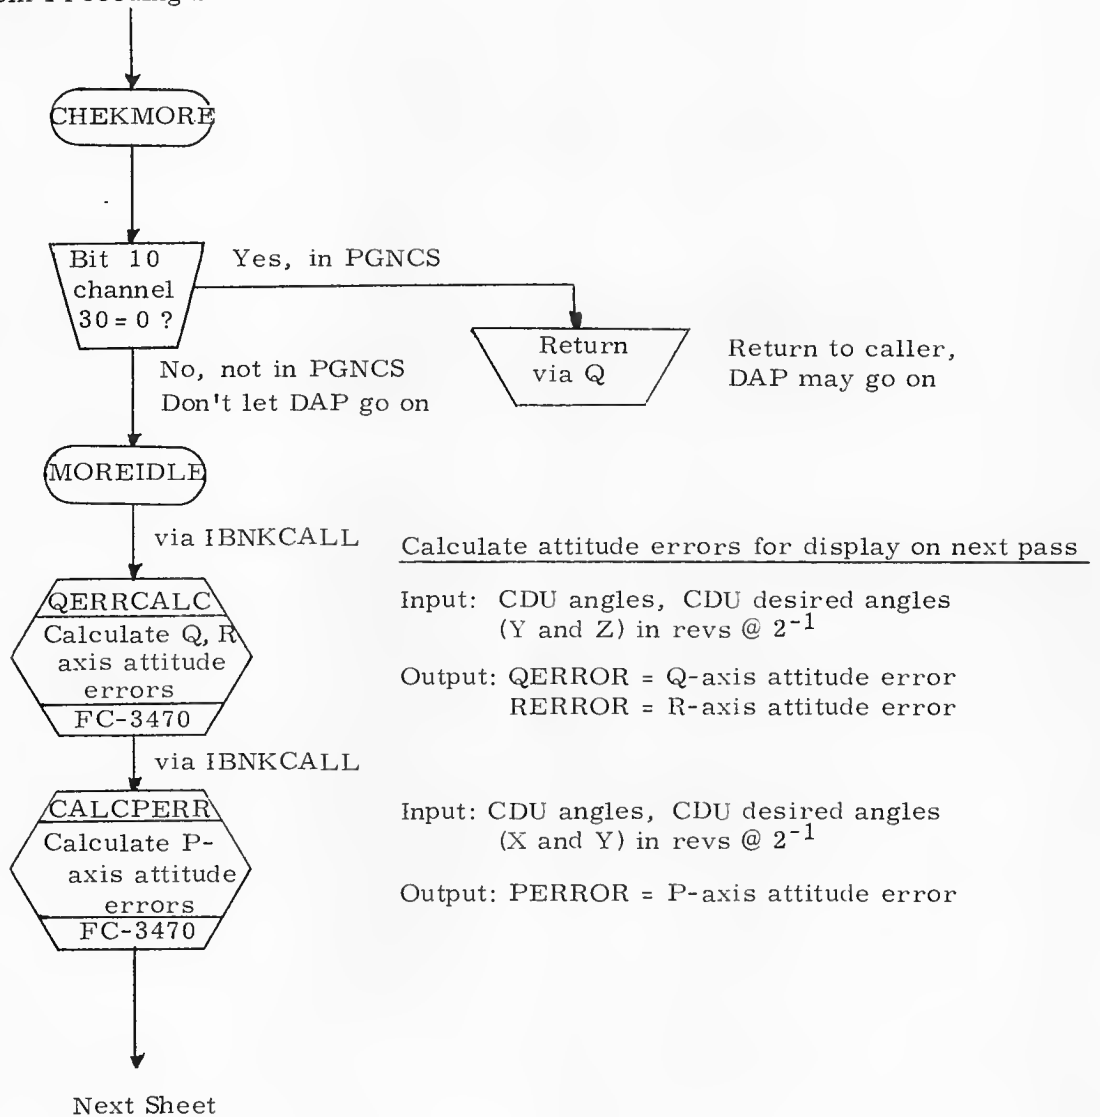 CHEKMORE
Bit 10
channel
30 = 0 ?
Yes, in PGNCS
Return
via Q
Return to caller,
DAP may go on
No, not in PGNCS
Don't let DAP go on
MOREIDLE
via IBNKCALL
Calculate attitude errors for display on next pass
QERRCALC
Calculate Q, R
axis attitude
errors
FC-3470
Input: CDU angles, CDU desired angles
(Y and Z) in revs @ 2⁻¹
Output: QERROR = Q-axis attitude error
RERROR = R-axis attitude error
via IBNKCALL
CALCPERR
Calculate P-
axis attitude
errors
FC-3470
Input: CDU angles, CDU desired angles
(X and Y) in revs @ 2⁻¹
Output: PERROR = P-axis attitude error
Next Sheet